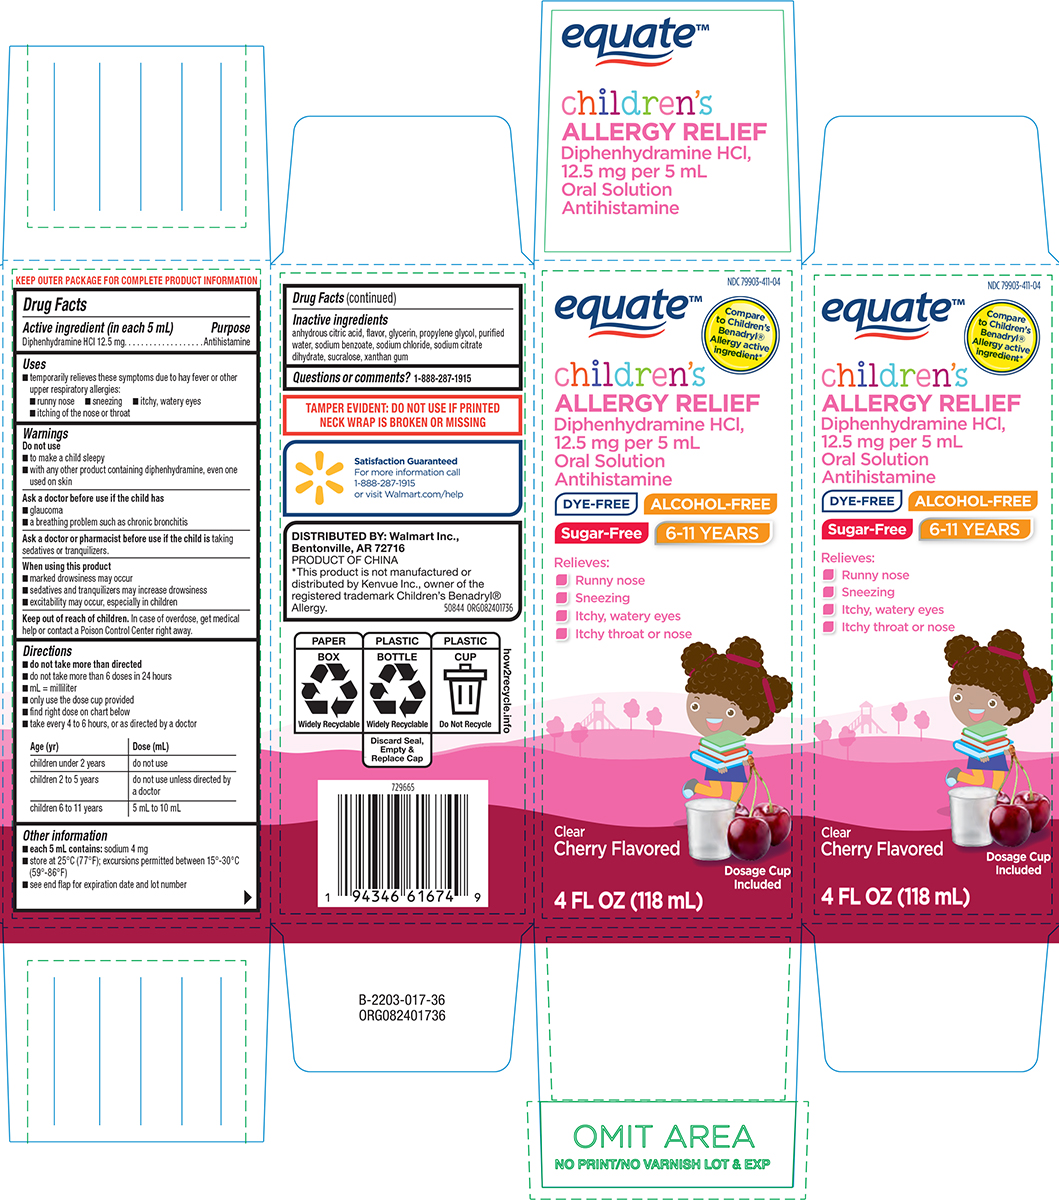 equate™
children's
ALLERGY RELIEF
Diphenhydramine HCl,
12.5 mg per 5 mL
Oral Solution
Antihistamine
KEEP OUTER PACKAGE FOR COMPLETE PRODUCT INFORMATION
Drug Facts
Active ingredient (in each 5 mL) Purpose
Diphenhydramine HCl 12.5 mg...................Antihistamine
Uses
■ temporarily relieves these symptoms due to hay fever or other
upper respiratory allergies:
■ runny nose ■ sneezing ■ itchy, watery eyes
■ itching of the nose or throat
Warnings
Do not use
■ to make a child sleepy
■ with any other product containing diphenhydramine, even one
used on skin
Ask a doctor before use if the child has
■ glaucoma
■ a breathing problem such as chronic bronchitis
Ask a doctor or pharmacist before use if the child is taking
sedatives or tranquilizers.
When using this product
■ marked drowsiness may occur
■ sedatives and tranquilizers may increase drowsiness
■ excitability may occur, especially in children
Keep out of reach of children. In case of overdose, get medical
help or contact a Poison Control Center right away.
Directions
■ do not take more than directed
■ do not take more than 6 doses in 24 hours
■ mL = milliliter
■ only use the dose cup provided
■ find right dose on chart below
■ take every 4 to 6 hours, or as directed by a doctor
Age (yr) Dose (mL)
children under 2 years do not use
children 2 to 5 years do not use unless directed by
a doctor
children 6 to 11 years 5 mL to 10 mL
Other information
■ each 5 mL contains: sodium 4 mg
■ store at 25°C (77°F); excursions permitted between 15°-30°C
(59°-86°F)
■ see end flap for expiration date and lot number
Drug Facts (continued)
Inactive ingredients
anhydrous citric acid, flavor, glycerin, propylene glycol, purified
water, sodium benzoate, sodium chloride, sodium citrate
dihydrate, sucralose, xanthan gum
Questions or comments? 1-888-287-1915
TAMPER EVIDENT: DO NOT USE IF PRINTED
NECK WRAP IS BROKEN OR MISSING
Satisfaction Guaranteed
For more information call
1-888-287-1915
or visit Walmart.com/help
DISTRIBUTED BY: Walmart Inc.,
Bentonville, AR 72716
PRODUCT OF CHINA
*This product is not manufactured or
distributed by Kenvue Inc., owner of the
registered trademark Children's Benadryl®
Allergy. 50844 ORG082401736
PAPER PLASTIC PLASTIC
BOX BOTTLE CUP
Widely Recyclable Widely Recyclable Do Not Recycle
Discard Seal,
Empty &
Replace Cap
how2recycle.info
729665
1 94346 61674 9
B-2203-017-36
ORG082401736
NDC 79903-411-04
equate™
Compare
to Children's
Benadryl®
Allergy active
ingredient*
children's
ALLERGY RELIEF
Diphenhydramine HCl,
12.5 mg per 5 mL
Oral Solution
Antihistamine
DYE-FREE ALCOHOL-FREE
Sugar-Free 6-11 YEARS
Relieves:
Runny nose
Sneezing
Itchy, watery eyes
Itchy throat or nose
Clear
Cherry Flavored
Dosage Cup
Included
4 FL OZ (118 mL)
OMIT AREA
NO PRINT/NO VARNISH LOT & EXP
NDC 79903-411-04
equate™
Compare
to Children's
Benadryl®
Allergy active
ingredient*
children's
ALLERGY RELIEF
Diphenhydramine HCl,
12.5 mg per 5 mL
Oral Solution
Antihistamine
DYE-FREE ALCOHOL-FREE
Sugar-Free 6-11 YEARS
Relieves:
Runny nose
Sneezing
Itchy, watery eyes
Itchy throat or nose
Clear
Cherry Flavored
Dosage Cup
Included
4 FL OZ (118 mL)